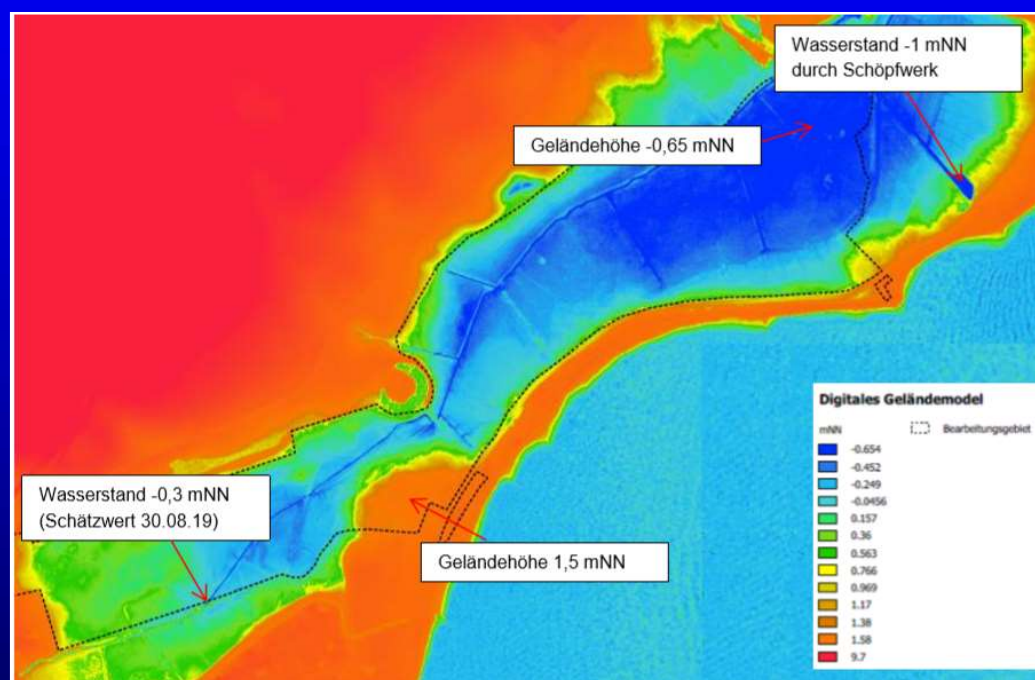 Wasserstand -1 mNN
durch Schöpfwerk
Geländehöhe -0,65 mNN
Wasserstand -0,3 mNN
(Schätzwert 30.08.19)
Geländehöhe 1,5 mNN
Digitales Geländemodel
mNN
Bearbeitungsgebiet
-0.654
-0.452
-0.249
-0.0456
0.157
0.36
0.563
0.766
0.969
1.17
1.38
1.58
9.7